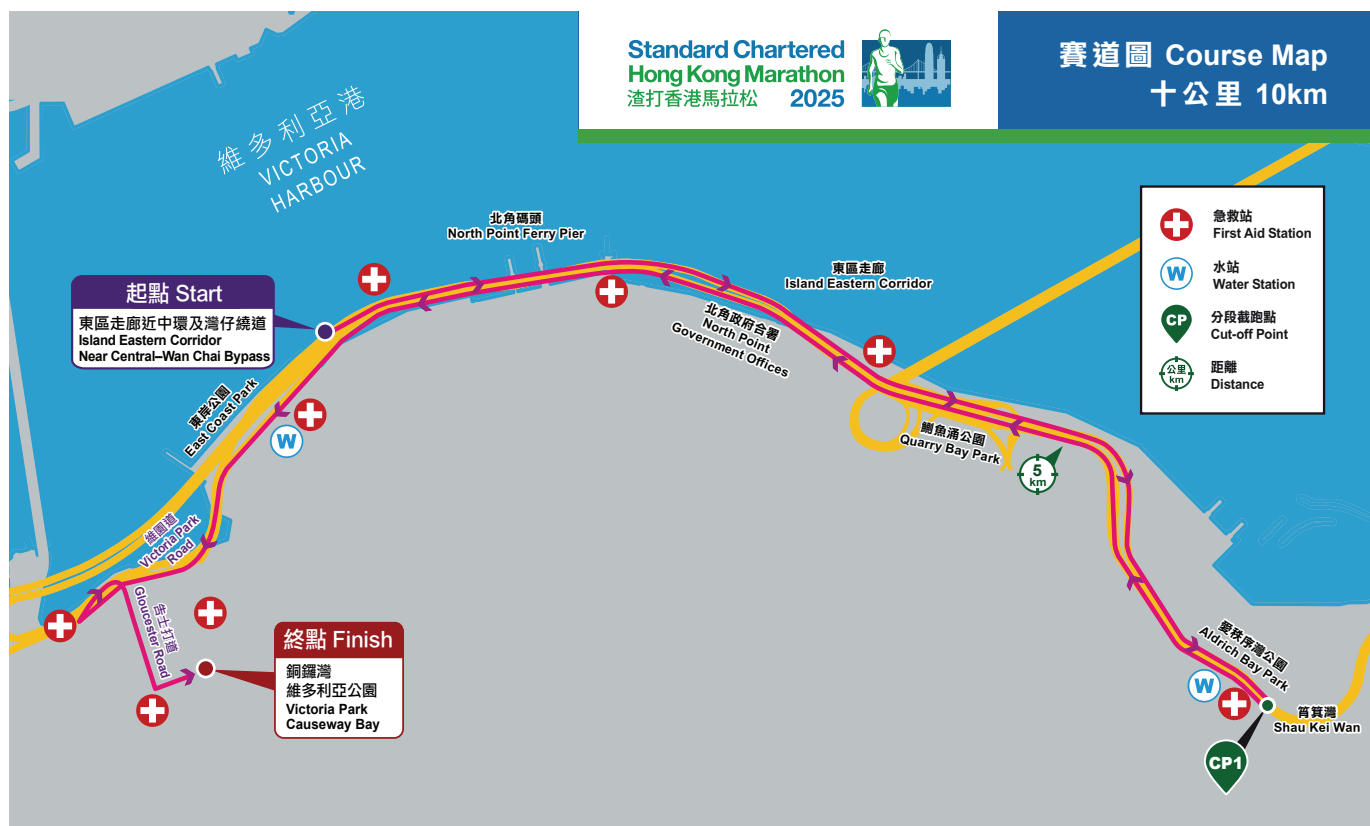 Standard Chartered
Hong Kong Marathon
渣打香港馬拉松 2025
賽道圖 Course Map
十公里 10km
維多利亞港
VICTORIA
HARBOUR
急救站
First Aid Station
W
水站
Water Station
CP
分段截跑點
Cut-off Point
公里
km
距離
Distance
北角碼頭
North Point Ferry Pier
東區走廊
Island Eastern Corridor
起點 Start
東區走廊近中環及灣仔繞道
Island Eastern Corridor
Near Central–Wan Chai Bypass
北角政府合署
North Point
Government Offices
東岸公園
East Coast Park
W
鰂魚涌公園
Quarry Bay Park
5
km
維園道
Victoria Park
Road
告士打道
Gloucester Road
終點 Finish
銅鑼灣
維多利亞公園
Victoria Park
Causeway Bay
愛秩序灣公園
Aldrich Bay Park
W
筲箕灣
Shau Kei Wan
CP1